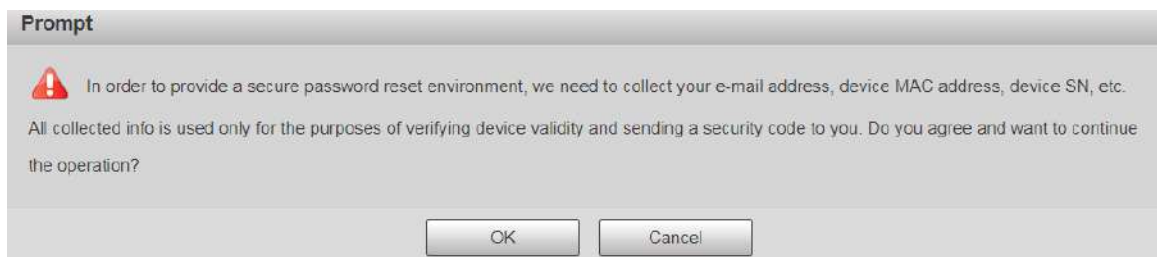 Prompt
In order to provide a secure password reset environment, we need to collect your e-mail address, device MAC address, device SN, etc.
All collected info is used only for the purposes of verifying device validity and sending a security code to you. Do you agree and want to continue
the operation?
OK
Cancel